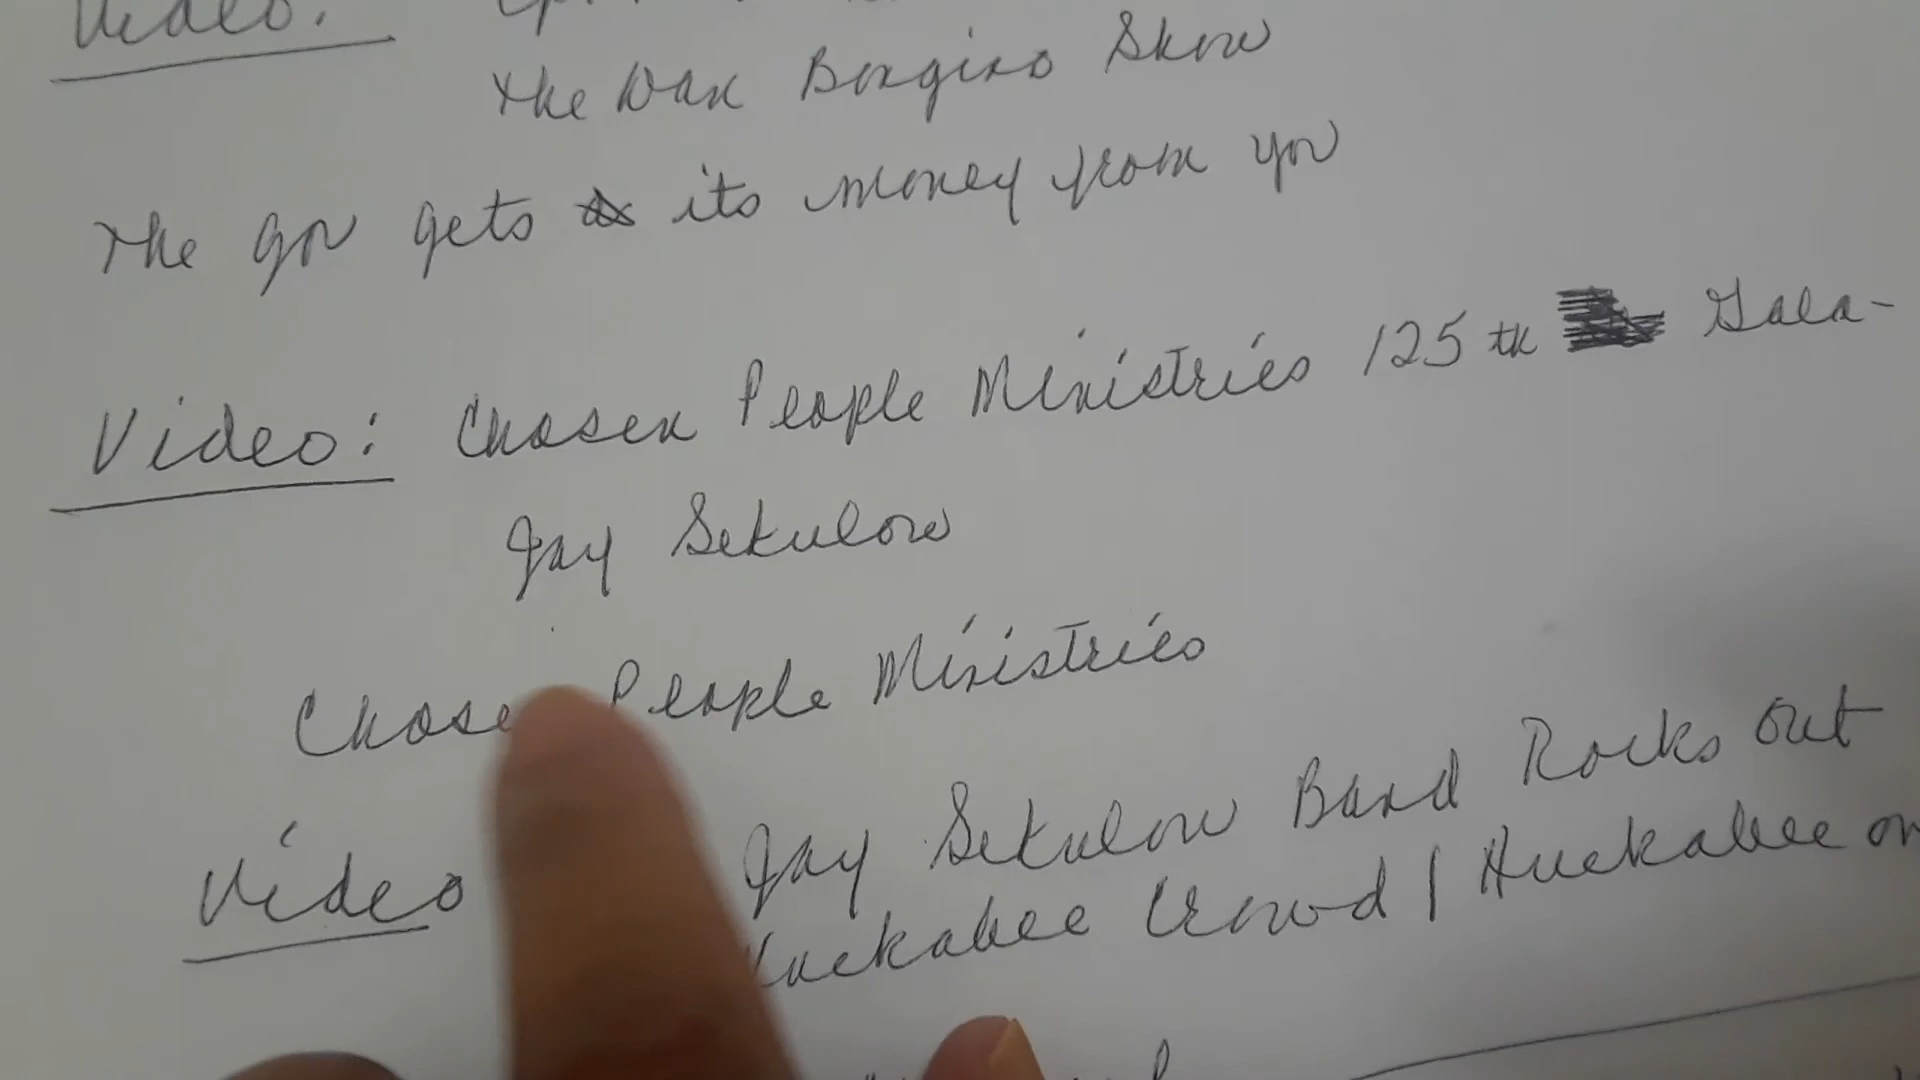 Video:
The Dan Bongino Show
The gov gets its money from you
Video: Chosen People Ministries 125th Gala -
Jay Sekulow
People Ministries
Video Jay Sekulow Band Rocks Out
Huckabee Crowd | Huckabee on